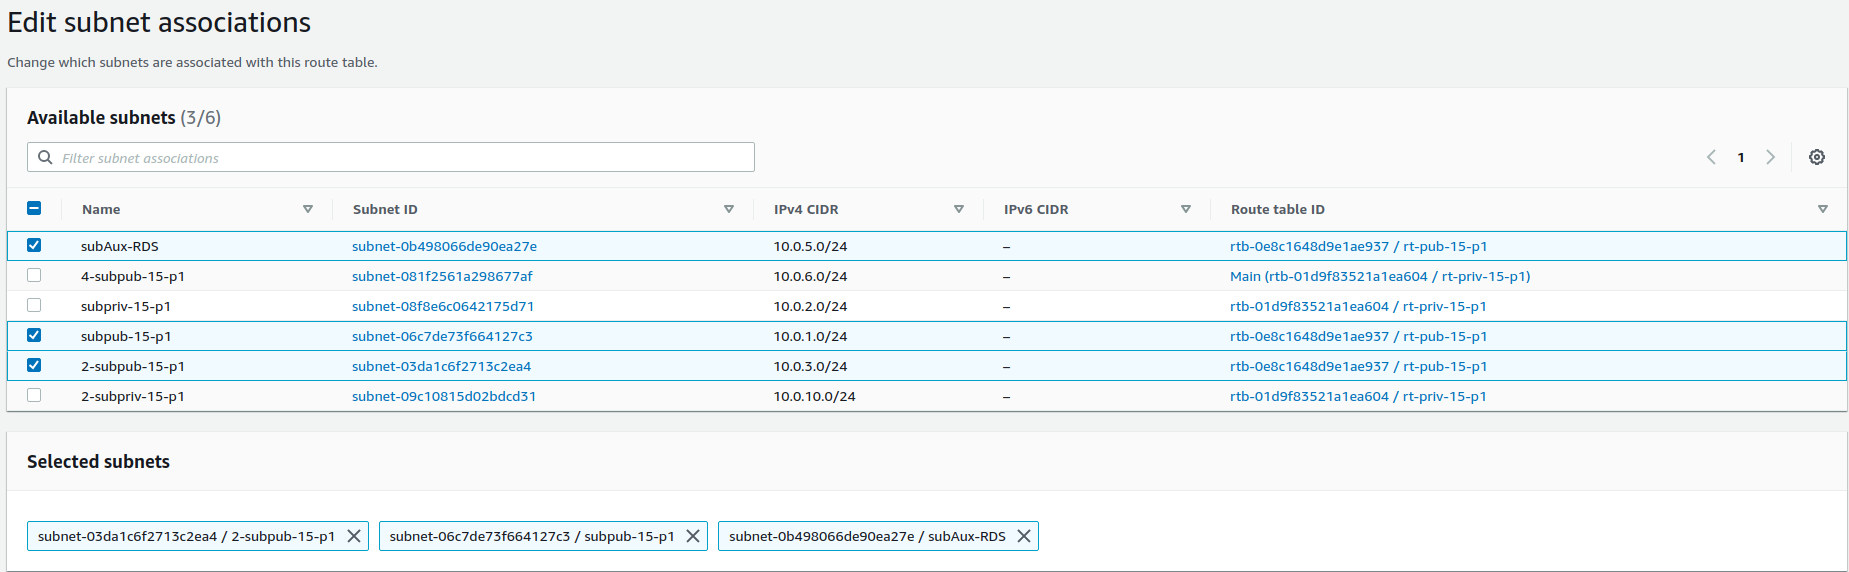 Edit subnet associations
Change which subnets are associated with this route table.
Available subnets (3/6)
Filter subnet associations
1
Name Subnet ID IPv4 CIDR IPv6 CIDR Route table ID
subAux-RDS subnet-0b498066de90ea27e 10.0.5.0/24 – rtb-0e8c1648d9e1ae937 / rt-pub-15-p1
4-subpub-15-p1 subnet-081f2561a298677af 10.0.6.0/24 – Main (rtb-01d9f83521a1ea604 / rt-priv-15-p1)
subpriv-15-p1 subnet-08f8e6c0642175d71 10.0.2.0/24 – rtb-01d9f83521a1ea604 / rt-priv-15-p1
subpub-15-p1 subnet-06c7de73f664127c3 10.0.1.0/24 – rtb-0e8c1648d9e1ae937 / rt-pub-15-p1
2-subpub-15-p1 subnet-03da1c6f2713c2ea4 10.0.3.0/24 – rtb-0e8c1648d9e1ae937 / rt-pub-15-p1
2-subpriv-15-p1 subnet-09c10815d02bdcd31 10.0.10.0/24 – rtb-01d9f83521a1ea604 / rt-priv-15-p1
Selected subnets
subnet-03da1c6f2713c2ea4 / 2-subpub-15-p1 subnet-06c7de73f664127c3 / subpub-15-p1 subnet-0b498066de90ea27e / subAux-RDS